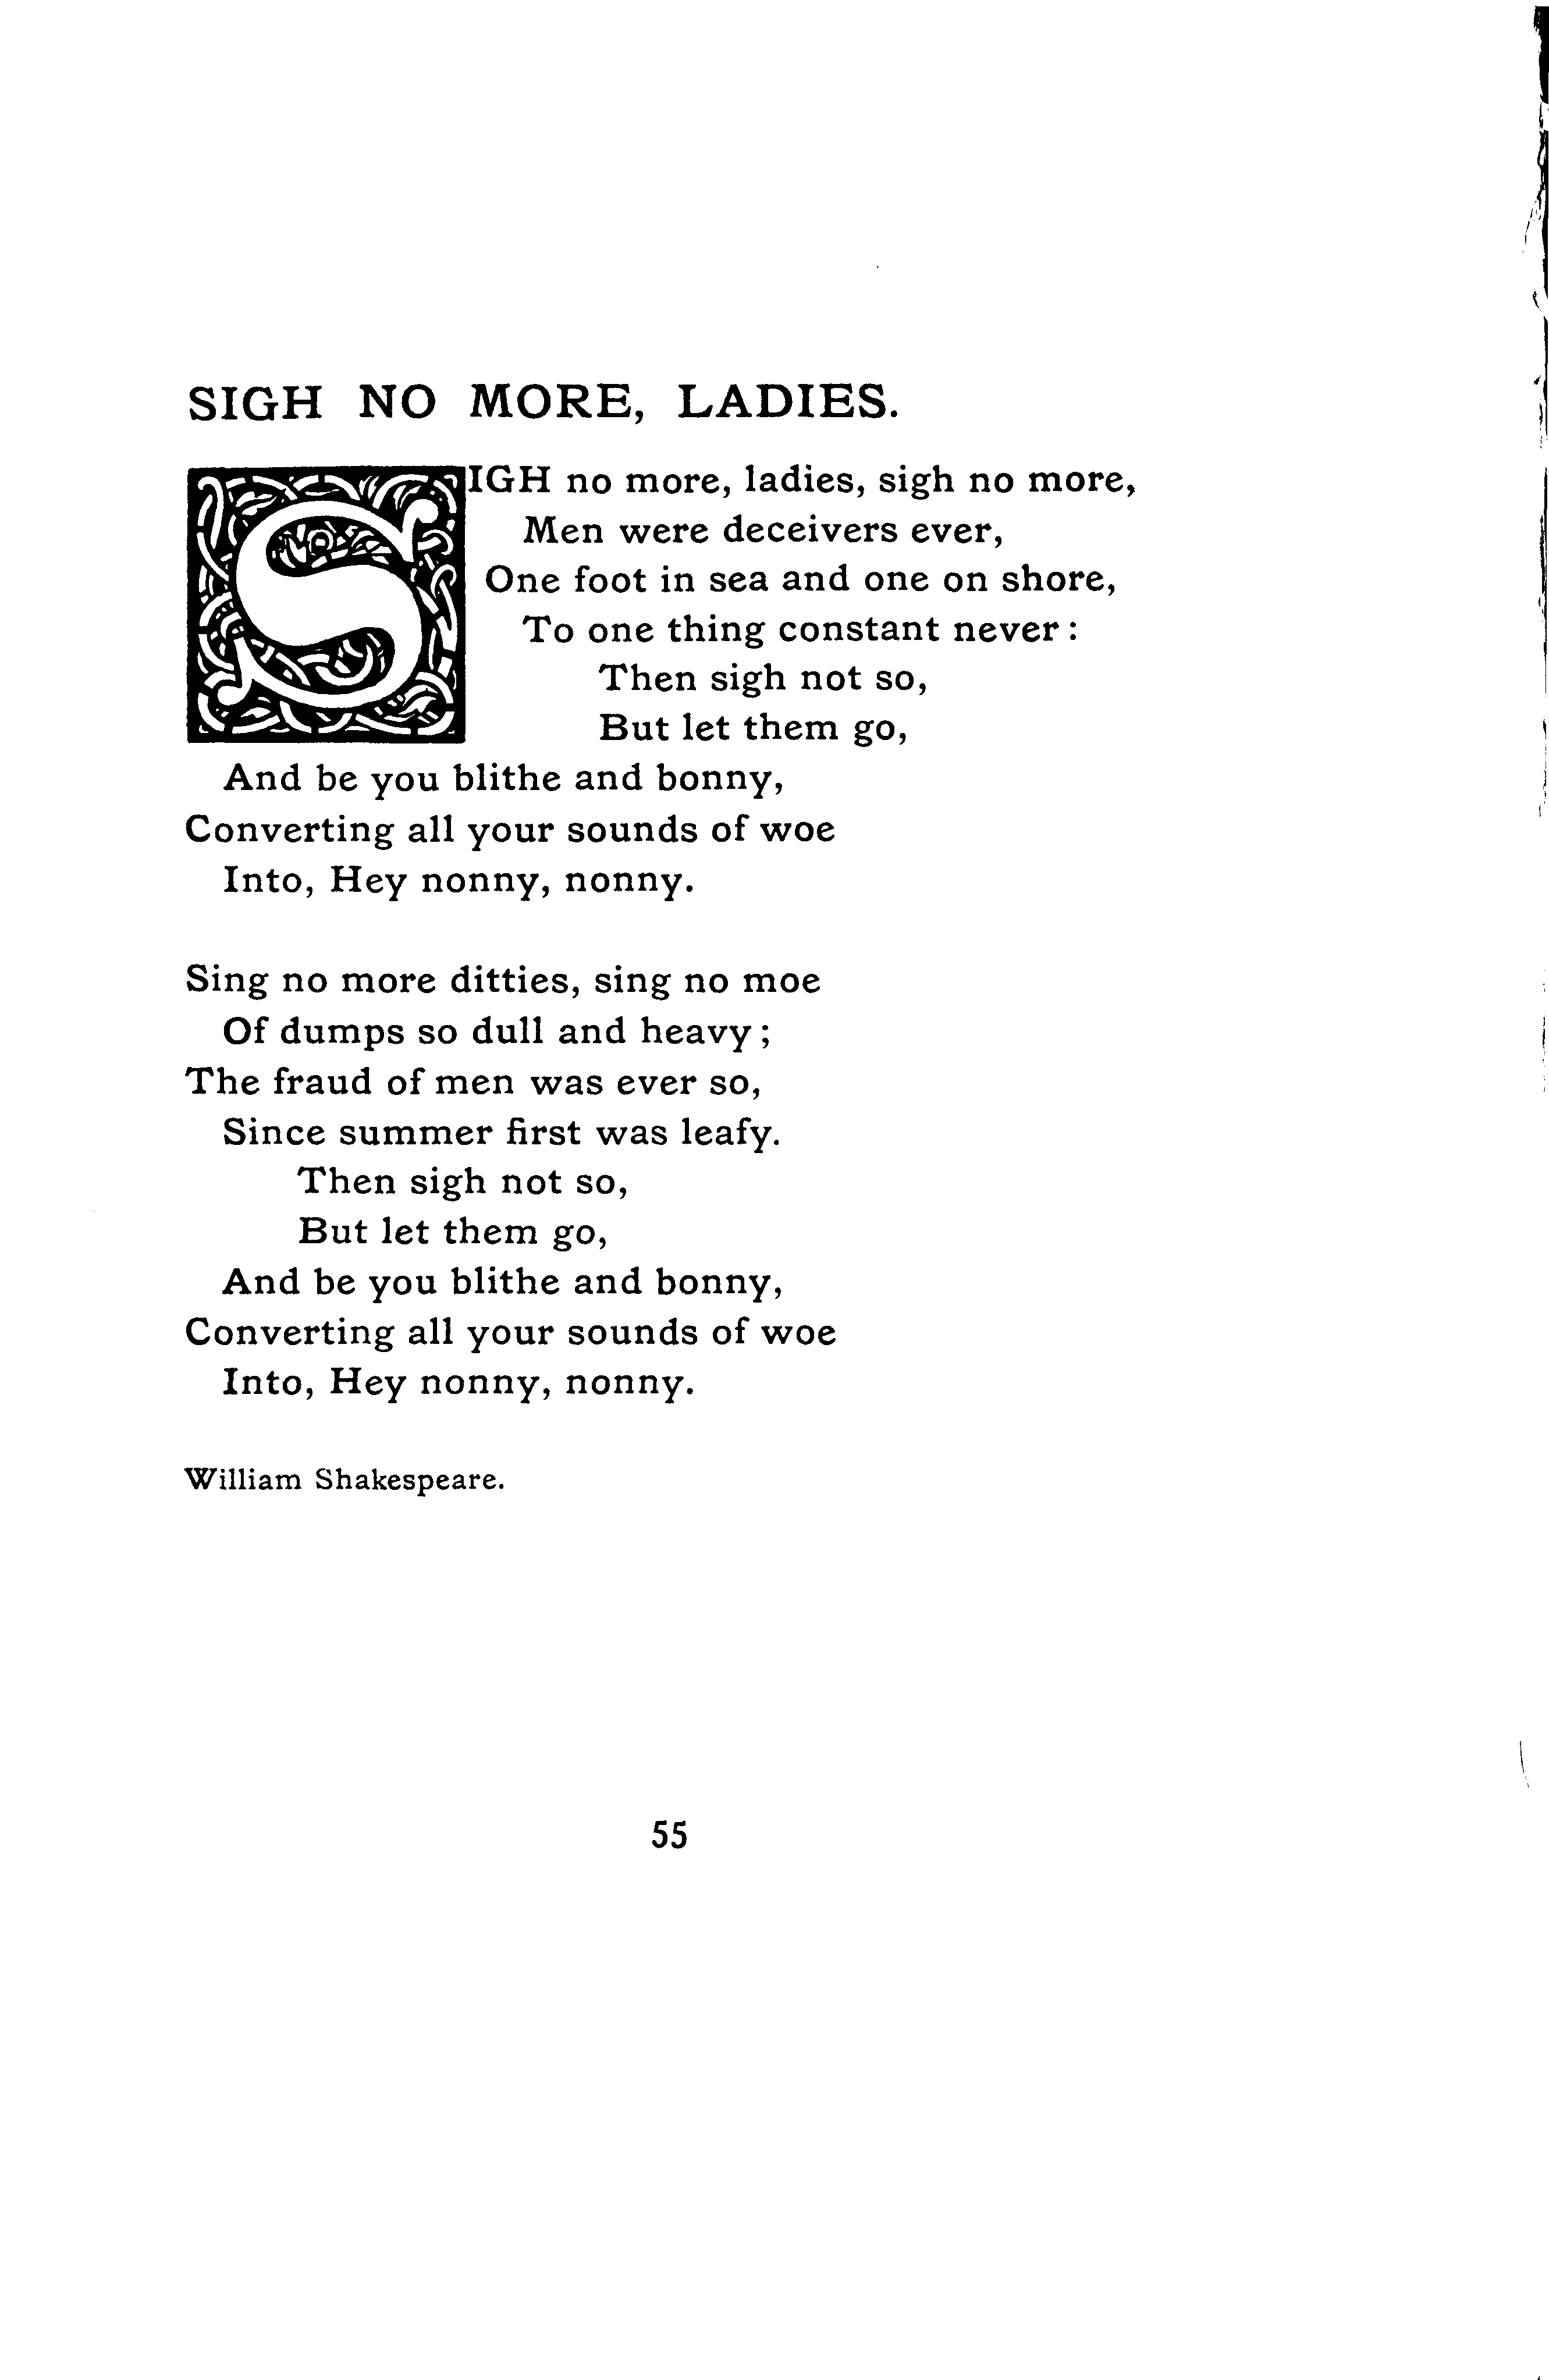 SIGH NO MORE, LADIES.
SIGH no more, ladies, sigh no more,
Men were deceivers ever,
One foot in sea and one on shore,
To one thing constant never :
Then sigh not so,
But let them go,
And be you blithe and bonny,
Converting all your sounds of woe
Into, Hey nonny, nonny.
Sing no more ditties, sing no moe
Of dumps so dull and heavy ;
The fraud of men was ever so,
Since summer first was leafy.
Then sigh not so,
But let them go,
And be you blithe and bonny,
Converting all your sounds of woe
Into, Hey nonny, nonny.
William Shakespeare.
55